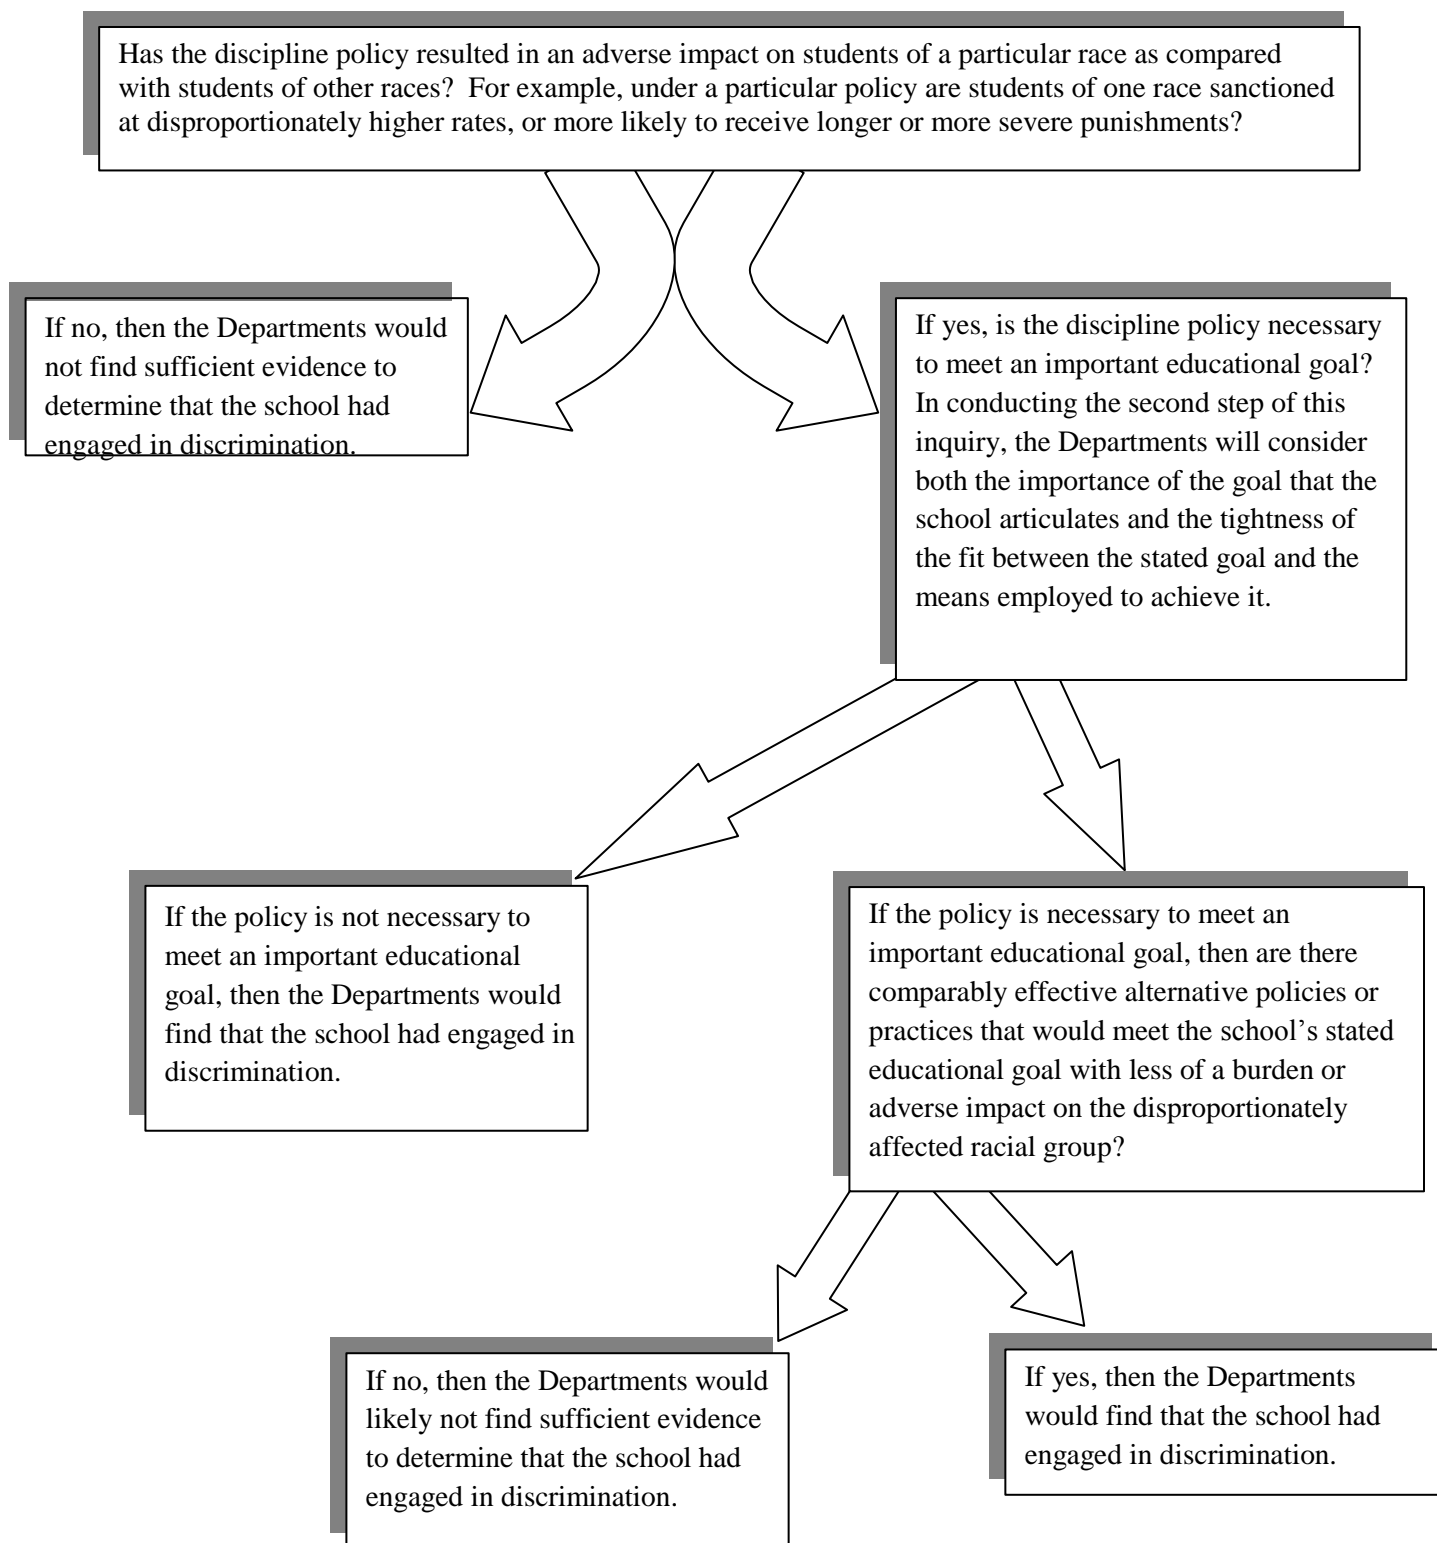 Has the discipline policy resulted in an adverse impact on students of a particular race as compared
with students of other races?  For example, under a particular policy are students of one race sanctioned
at disproportionately higher rates, or more likely to receive longer or more severe punishments?
If no, then the Departments would
not find sufficient evidence to
determine that the school had
engaged in discrimination.
If yes, is the discipline policy necessary
to meet an important educational goal?
In conducting the second step of this
inquiry, the Departments will consider
both the importance of the goal that the
school articulates and the tightness of
the fit between the stated goal and the
means employed to achieve it.
If the policy is not necessary to
meet an important educational
goal, then the Departments would
find that the school had engaged in
discrimination.
If the policy is necessary to meet an
important educational goal, then are there
comparably effective alternative policies or
practices that would meet the school’s stated
educational goal with less of a burden or
adverse impact on the disproportionately
affected racial group?
If no, then the Departments would
likely not find sufficient evidence
to determine that the school had
engaged in discrimination.
If yes, then the Departments
would find that the school had
engaged in discrimination.